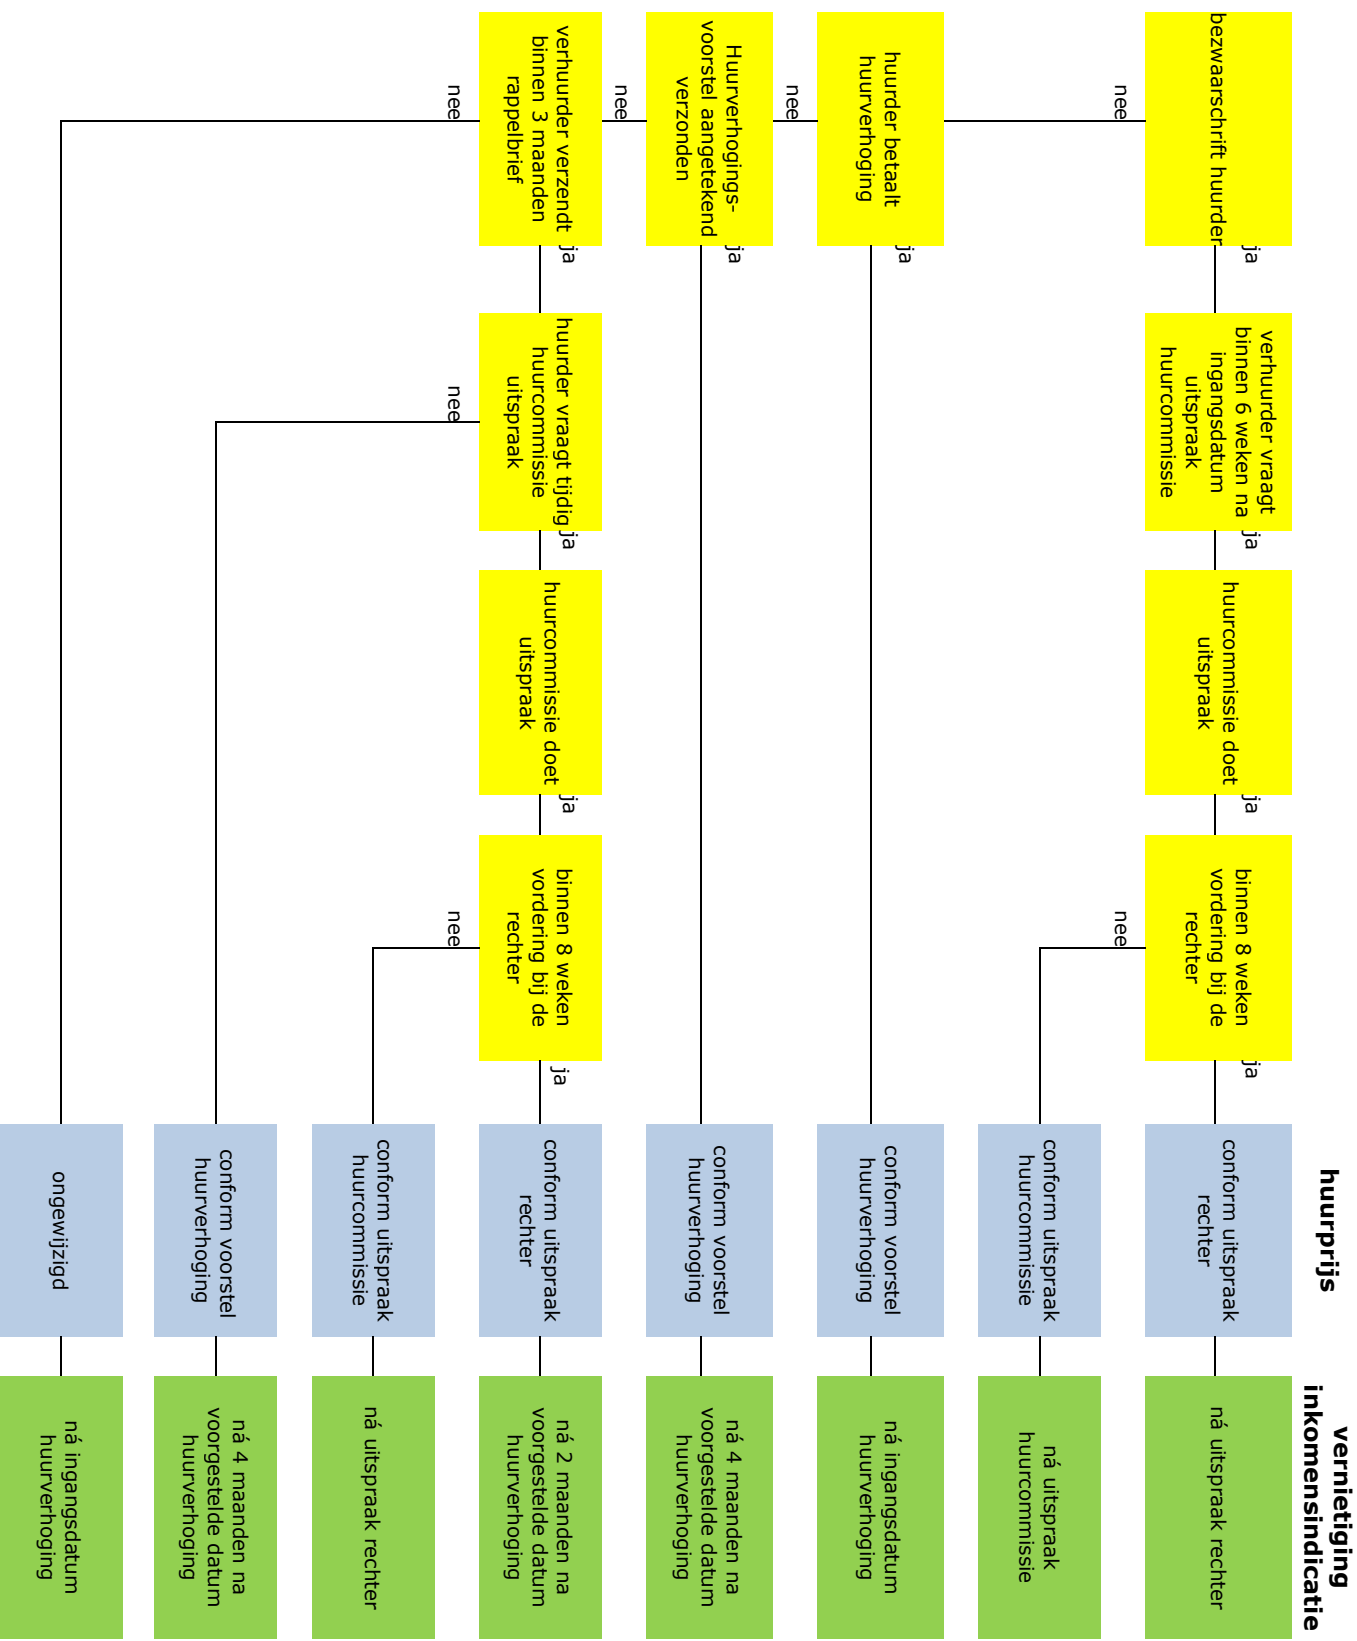 huurprijs
vernietiging
inkomensindicatie
bezwaarschrift huurder
ja
verhuurder vraagt
binnen 6 weken na
ingangsdatum
uitspraak
huurcommissie
ja
huurcommissie doet
uitspraak
ja
binnen 8 weken
vordering bij de
rechter
ja
conform uitspraak
rechter
ná uitspraak rechter
nee
nee
conform uitspraak
huurcommissie
ná uitspraak
huurcommissie
huurder betaalt
huurverhoging
ja
conform voorstel
huurverhoging
ná ingangsdatum
huurverhoging
nee
Huurverhogings-
voorstel aangetekend
verzonden
ja
conform voorstel
huurverhoging
ná 4 maanden na
voorgestelde datum
huurverhoging
nee
verhuurder verzendt
binnen 3 maanden
rappelbrief
ja
huurder vraagt tijdig
huurcommissie
uitspraak
ja
huurcommissie doet
uitspraak
ja
binnen 8 weken
vordering bij de
rechter
ja
conform uitspraak
rechter
ná 2 maanden na
voorgestelde datum
huurverhoging
nee
nee
nee
conform uitspraak
huurcommissie
ná uitspraak rechter
conform voorstel
huurverhoging
ná 4 maanden na
voorgestelde datum
huurverhoging
ongewijzigd
ná ingangsdatum
huurverhoging